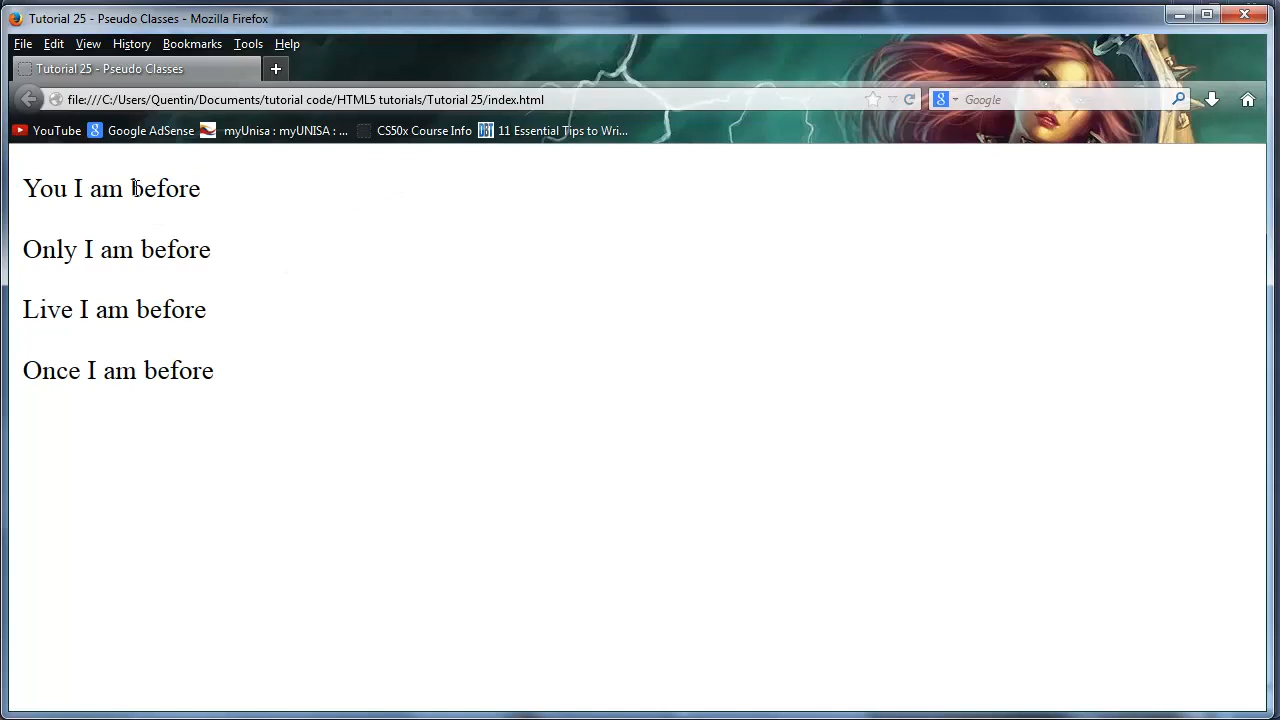 Tutorial 25 - Pseudo Classes - Mozilla Firefox
File Edit View History Bookmarks Tools Help
Tutorial 25 - Pseudo Classes
file:///C:/Users/Quentin/Documents/tutorial code/HTML5 tutorials/Tutorial 25/index.html Google
YouTube Google AdSense myUnisa : myUNISA : ... CS50x Course Info DBT 11 Essential Tips to Wri...
You I am before
Only I am before
Live I am before
Once I am before